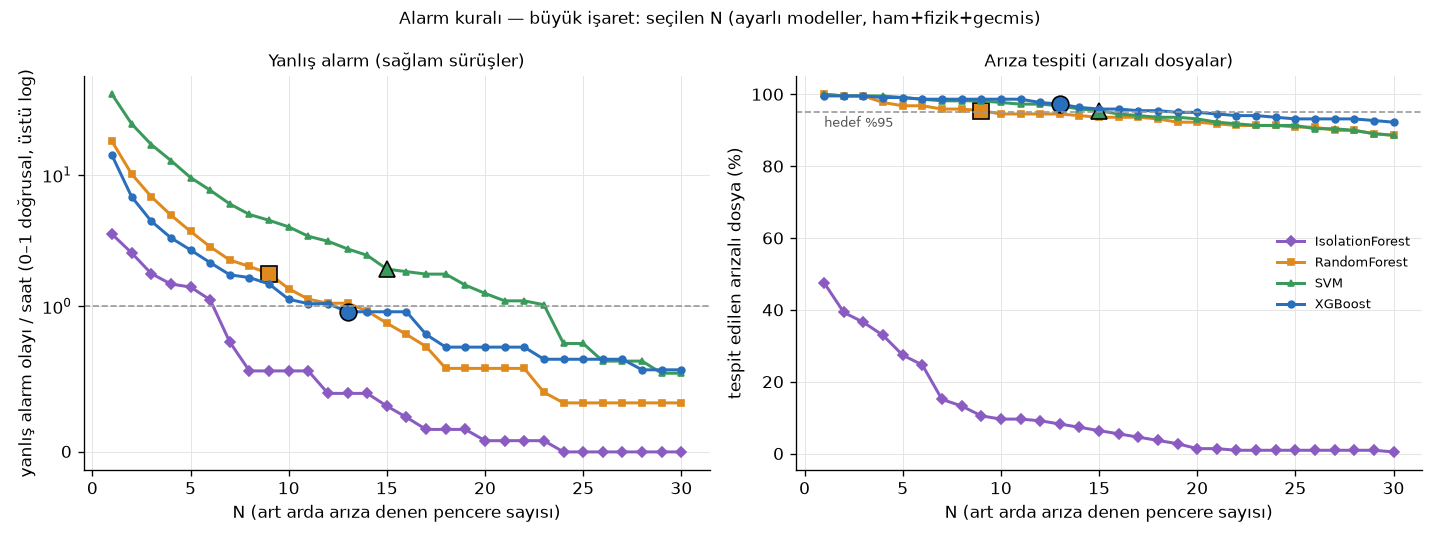 Alarm kuralı — büyük işaret: seçilen N (ayarlı modeller, ham+fizik+gecmis)
Yanlış alarm (sağlam sürüşler)
yanlış alarm olayı / saat (0–1 doğrusal, üstü log)
10¹
10⁰
0
0 5 10 15 20 25 30
N (art arda arıza denen pencere sayısı)
Arıza tespiti (arızalı dosyalar)
tespit edilen arızalı dosya (%)
100
80
60
40
20
0
hedef %95
IsolationForest
RandomForest
SVM
XGBoost
0 5 10 15 20 25 30
N (art arda arıza denen pencere sayısı)